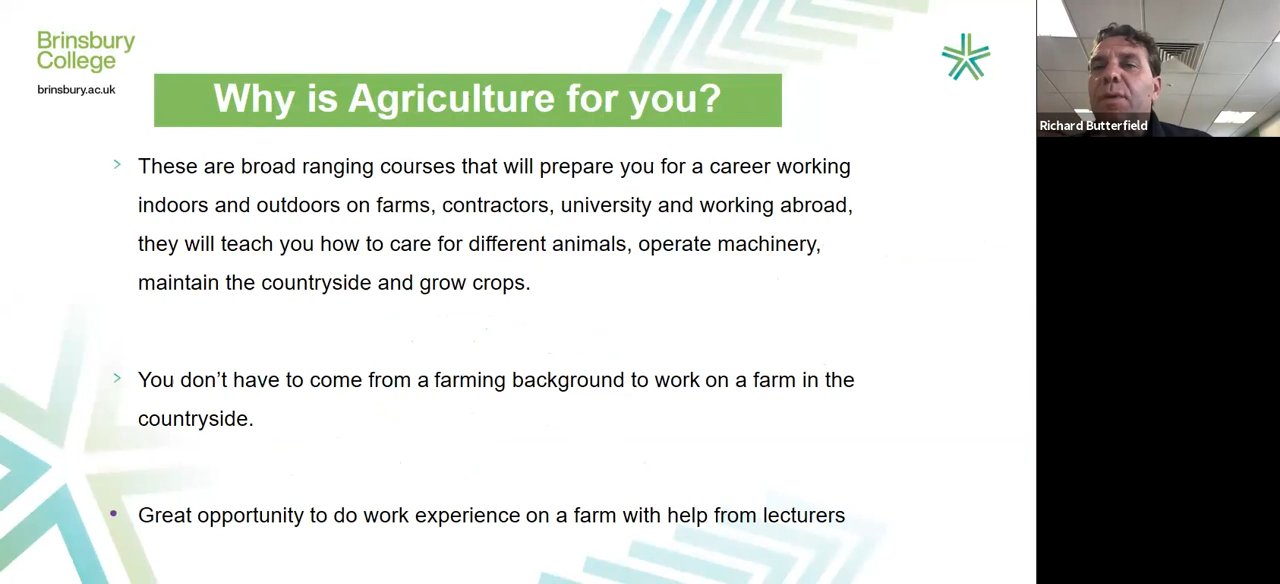 Brinsbury
College
brinsbury.ac.uk
Why is Agriculture for you?
These are broad ranging courses that will prepare you for a career working
indoors and outdoors on farms, contractors, university and working abroad,
they will teach you how to care for different animals, operate machinery,
maintain the countryside and grow crops.
You don’t have to come from a farming background to work on a farm in the
countryside.
Great opportunity to do work experience on a farm with help from lecturers
Richard Butterfield